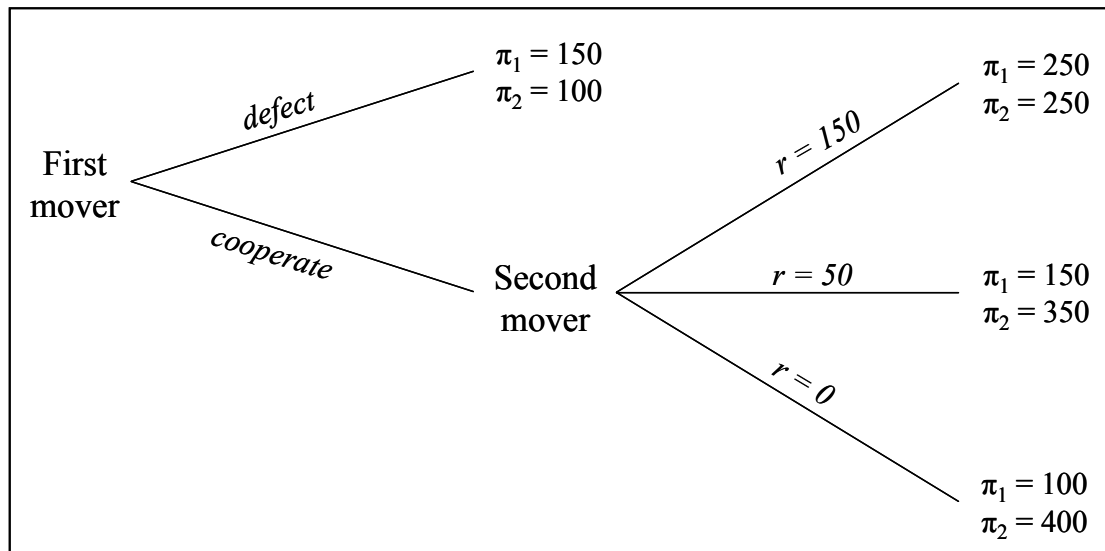 First
mover
defect
cooperate
π₁ = 150
π₂ = 100
Second
mover
r = 150
r = 50
r = 0
π₁ = 250
π₂ = 250
π₁ = 150
π₂ = 350
π₁ = 100
π₂ = 400